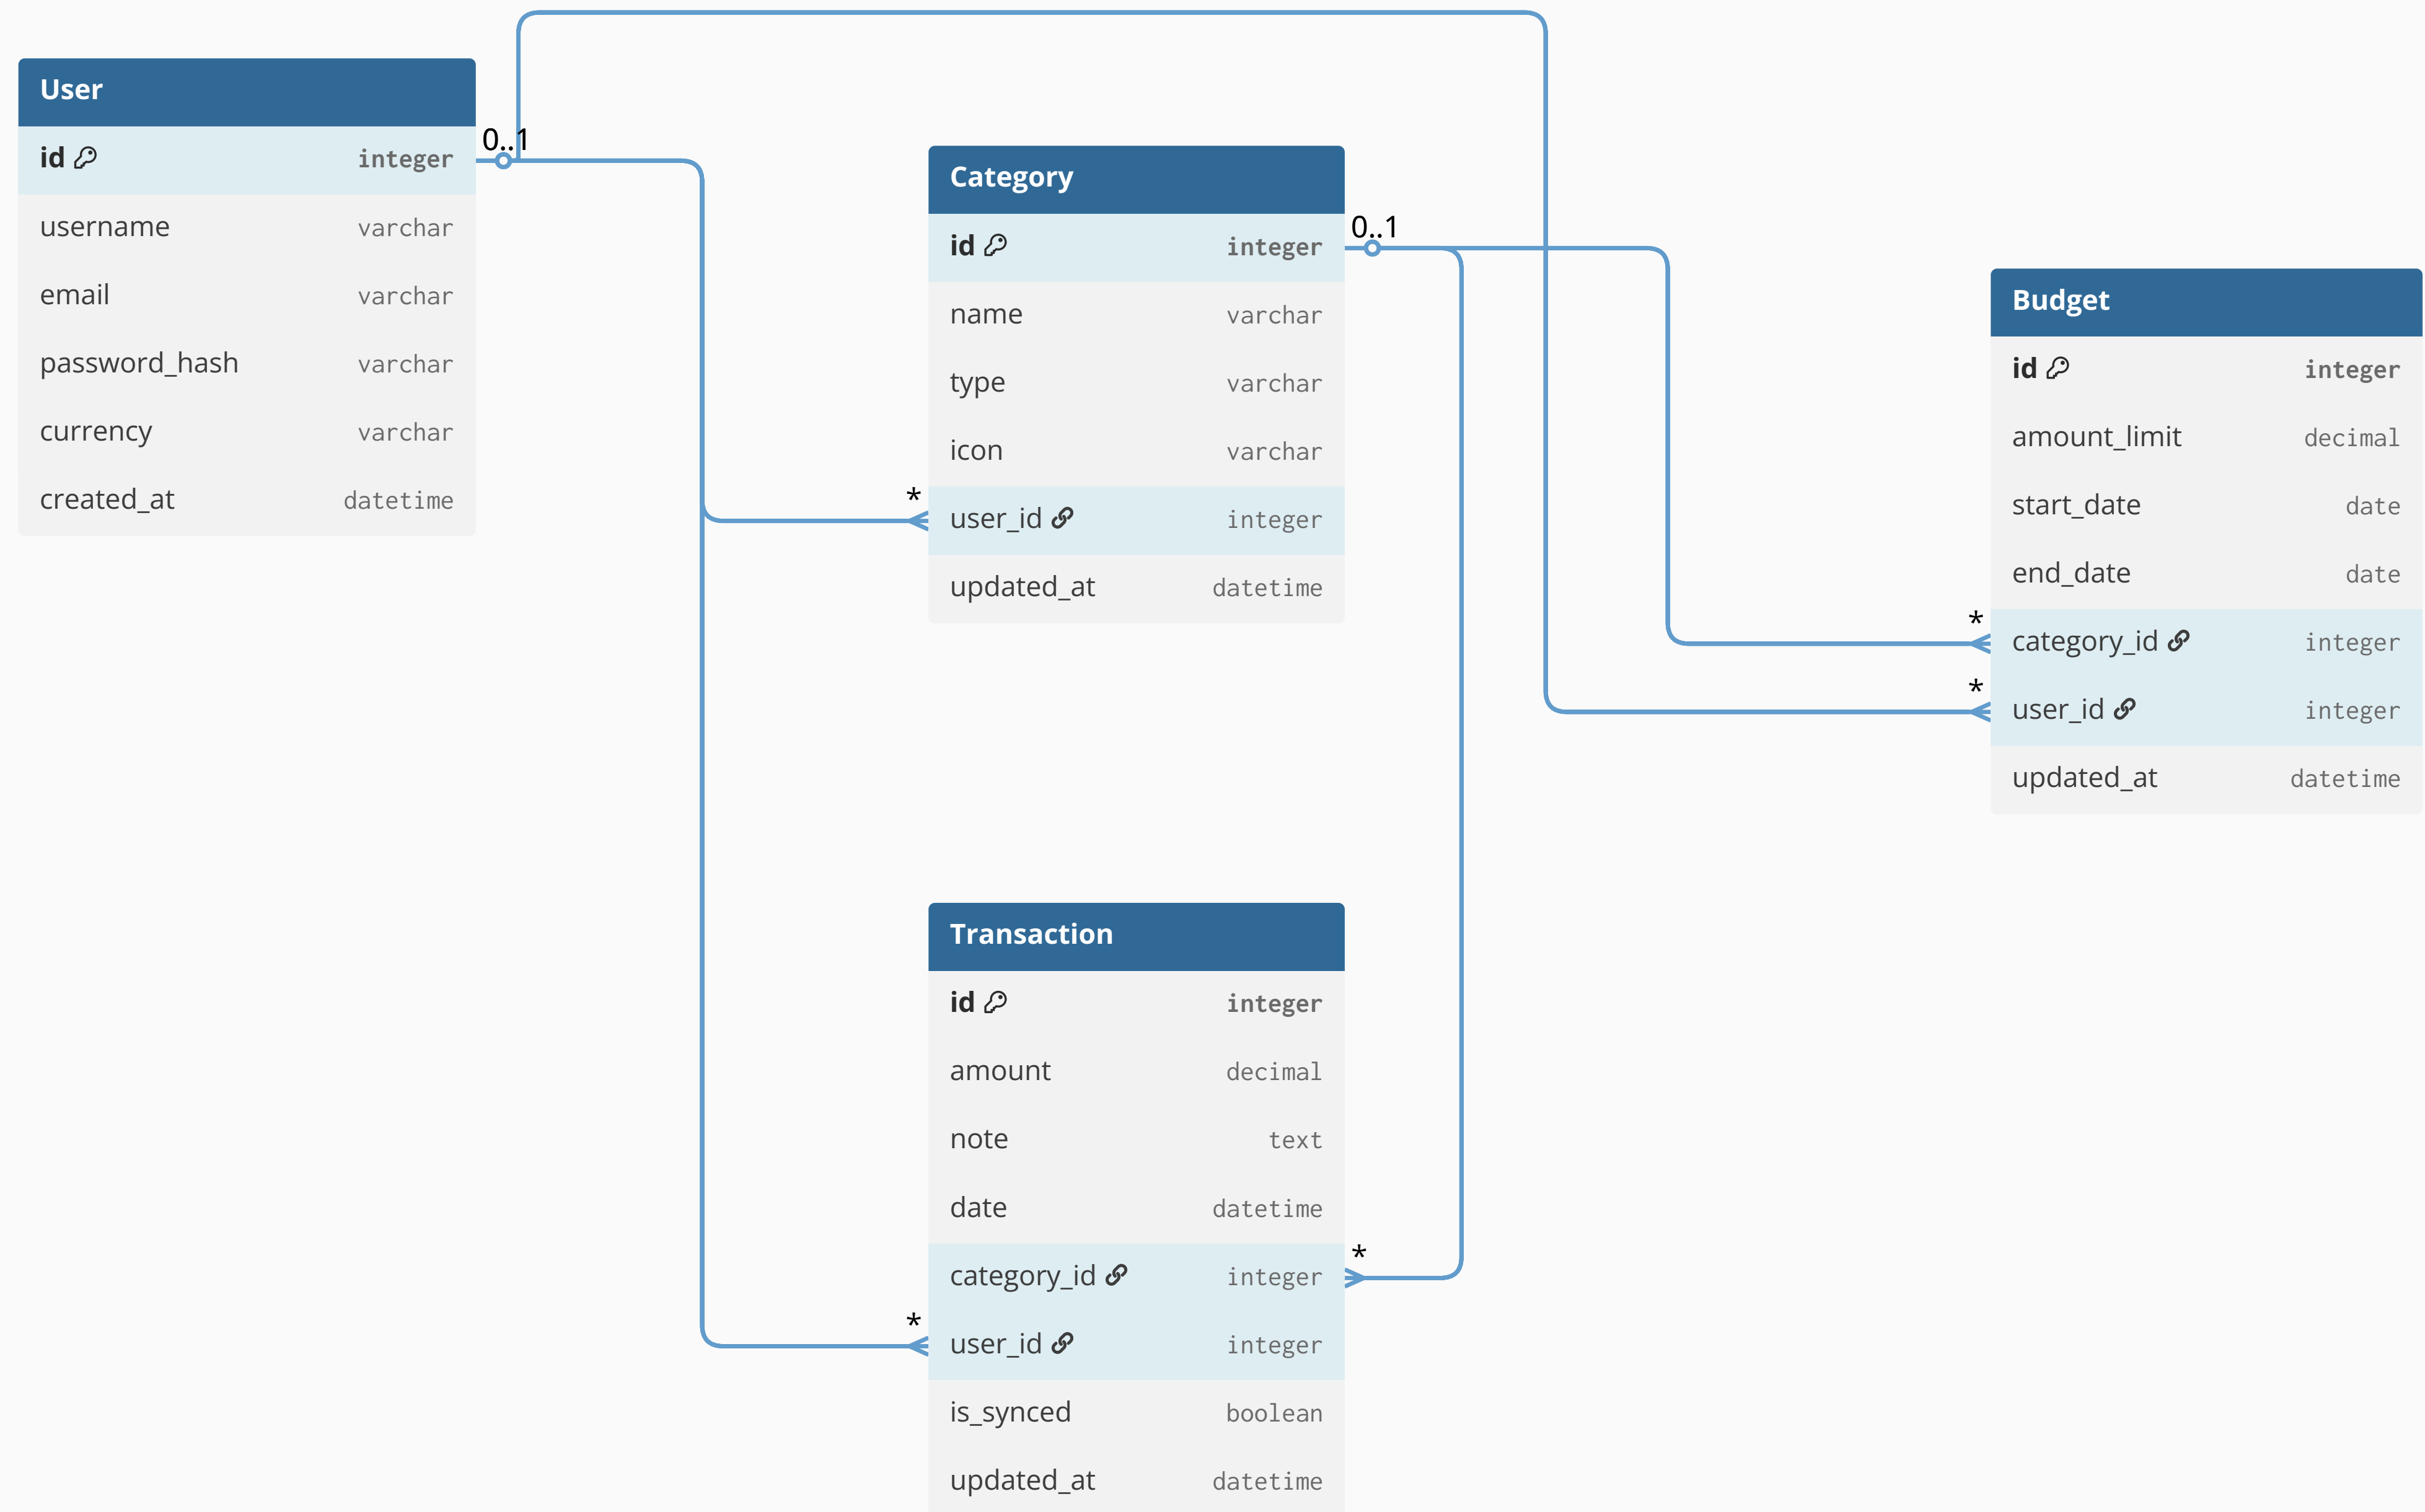 User
id integer
username varchar
email varchar
password_hash varchar
currency varchar
created_at datetime
0..1
Category
id integer
name varchar
type varchar
icon varchar
user_id integer
updated_at datetime
0..1
*
Budget
id integer
amount_limit decimal
start_date date
end_date date
category_id integer
user_id integer
updated_at datetime
*
*
Transaction
id integer
amount decimal
note text
date datetime
category_id integer
user_id integer
is_synced boolean
updated_at datetime
*
*